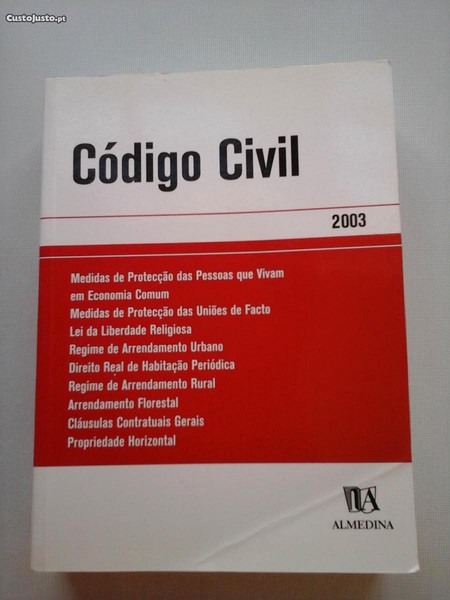 CustoJusto.pt
Código Civil
2003
Medidas de Protecção das Pessoas que Vivam
em Economia Comum
Medidas de Protecção das Uniões de Facto
Lei da Liberdade Religiosa
Regime de Arrendamento Urbano
Direito Real de Habitação Periódica
Regime de Arrendamento Rural
Arrendamento Florestal
Cláusulas Contratuais Gerais
Propriedade Horizontal
ALMEDINA